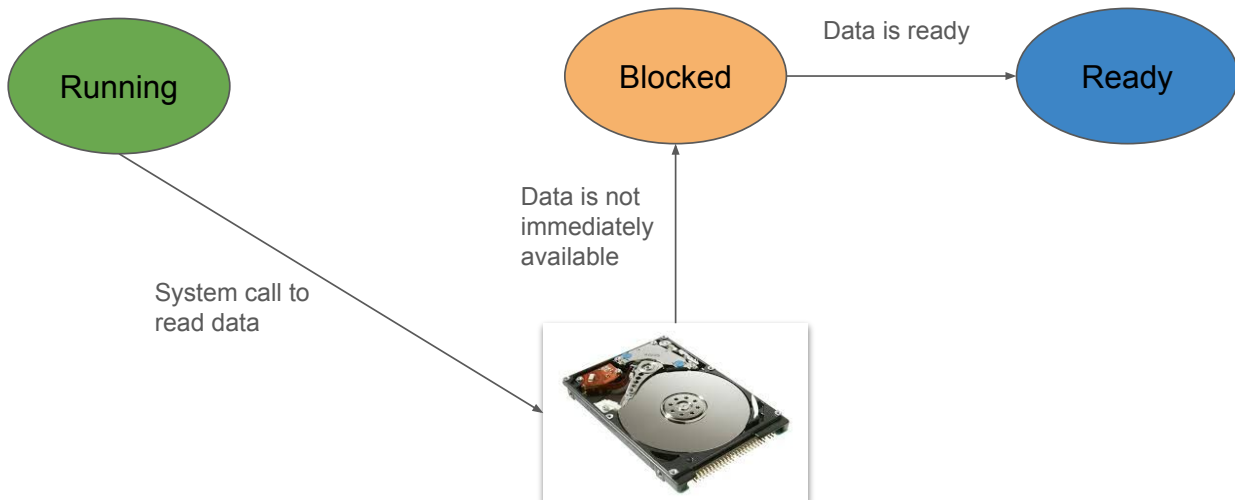 Running
Blocked
Data is ready
Ready
Data is not
immediately
available
System call to
read data